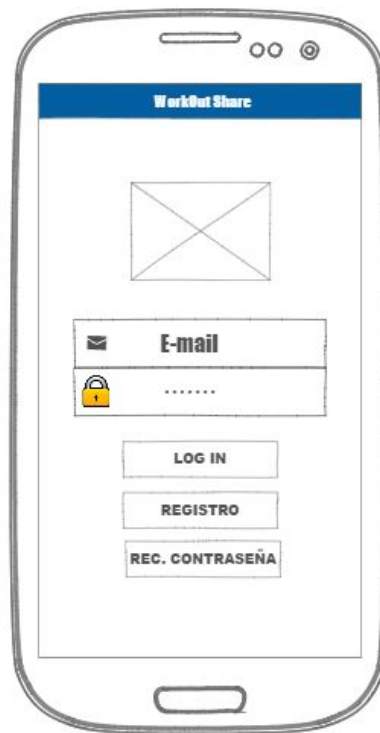 WorkOut Share
E-mail
.......
LOG IN
REGISTRO
REC. CONTRASEÑA